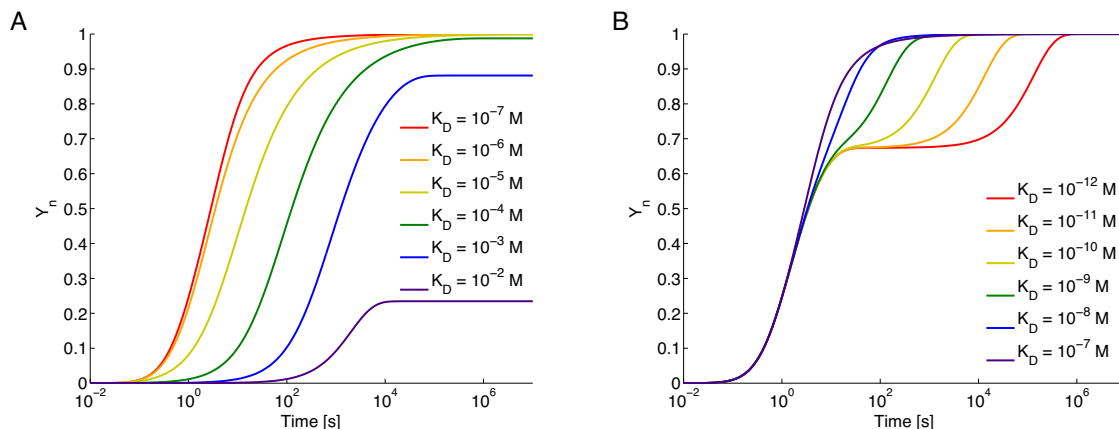 A
1
0.9
0.8
0.7
0.6
0.5
0.4
0.3
0.2
0.1
0
Y_n
K_D = 10^-7 M
K_D = 10^-6 M
K_D = 10^-5 M
K_D = 10^-4 M
K_D = 10^-3 M
K_D = 10^-2 M
10^-2 10^0 10^2 10^4 10^6
Time [s]
B
1
0.9
0.8
0.7
0.6
0.5
0.4
0.3
0.2
0.1
0
Y_n
K_D = 10^-12 M
K_D = 10^-11 M
K_D = 10^-10 M
K_D = 10^-9 M
K_D = 10^-8 M
K_D = 10^-7 M
10^-2 10^0 10^2 10^4 10^6
Time [s]